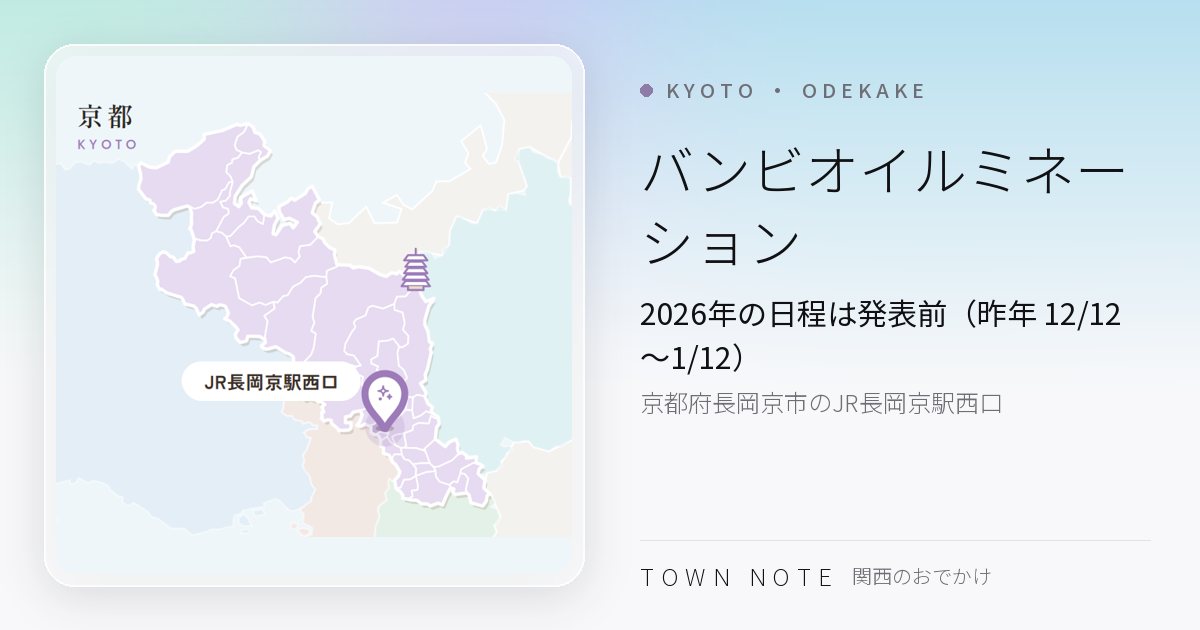 京都
KYOTO
JR長岡京駅西口
KYOTO • ODEKAKE
バンビオイルミネー
ション
2026年の日程は発表前（昨年 12/12
〜1/12）
京都府長岡京市のJR長岡京駅西口
TOWN NOTE 関西のおでかけ